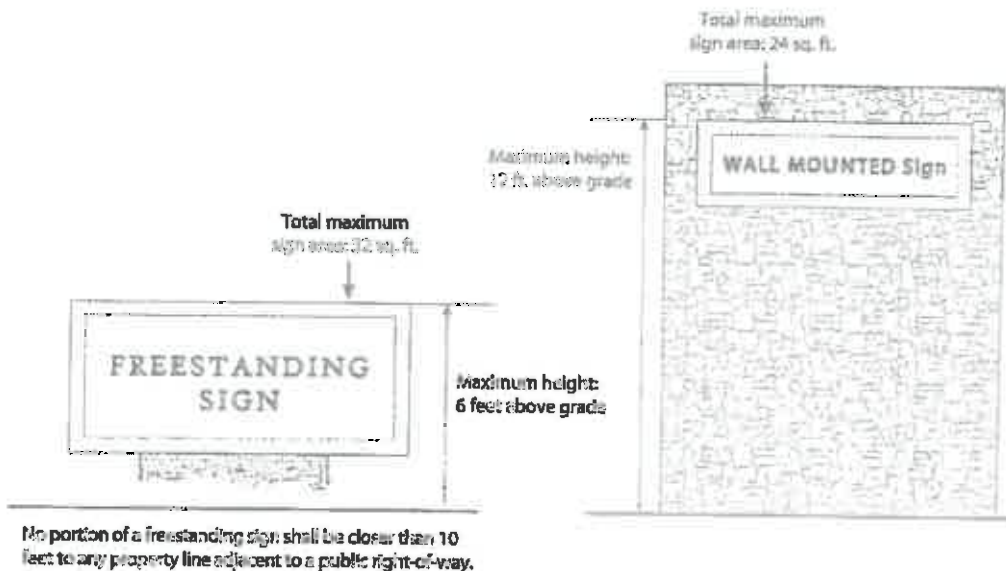 Total maximum
sign area: 24 sq. ft.
Maximum height:
12 ft. above grade
WALL MOUNTED Sign
Total maximum
sign area: 32 sq. ft.
FREESTANDING
SIGN
Maximum height:
6 feet above grade
No portion of a freestanding sign shall be closer than 10
feet to any property line adjacent to a public right-of-way.